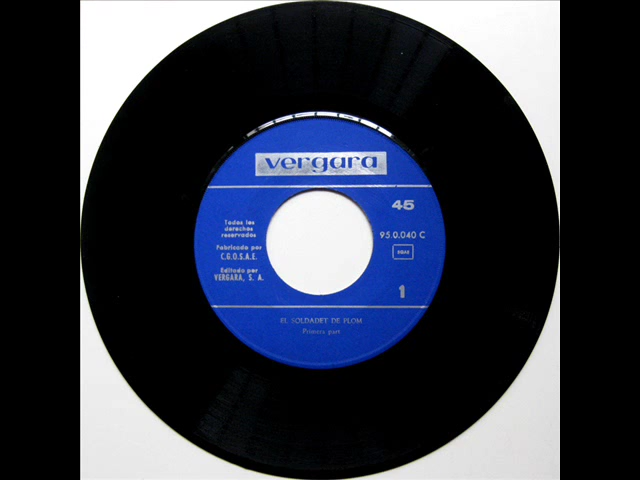 vergara
45
Todos los
derechos
reservados
Fabricado por
C.G.O.S.A.E.
Editado por
VERGARA, S. A.
95.0.040 C
1
EL SOLDADET DE PLOM
Primera part